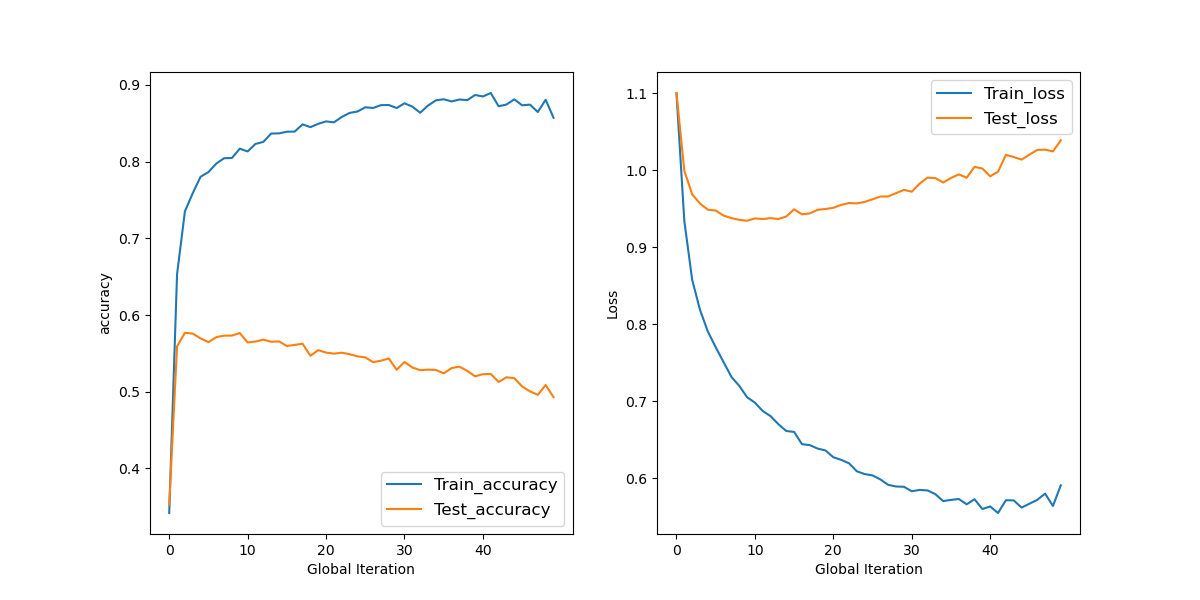 0.9
0.8
0.7
0.6
0.5
0.4
accuracy
0 10 20 30 40
Global Iteration
Train_accuracy
Test_accuracy
1.1
1.0
0.9
0.8
0.7
0.6
Loss
0 10 20 30 40
Global Iteration
Train_loss
Test_loss